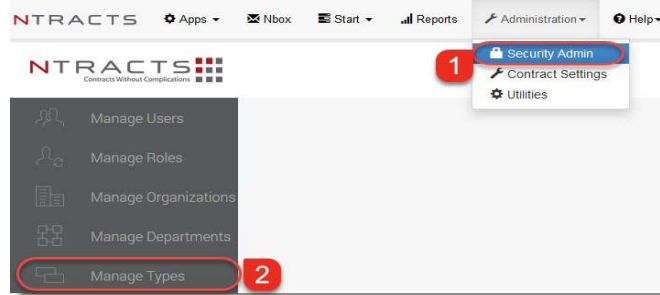 NTRACTS Apps Nbox Start Reports Administration Help
1
Security Admin
Contract Settings
Utilities
NTRACTS
Contracts Without Complications
Manage Users
Manage Roles
Manage Organizations
Manage Departments
Manage Types
2